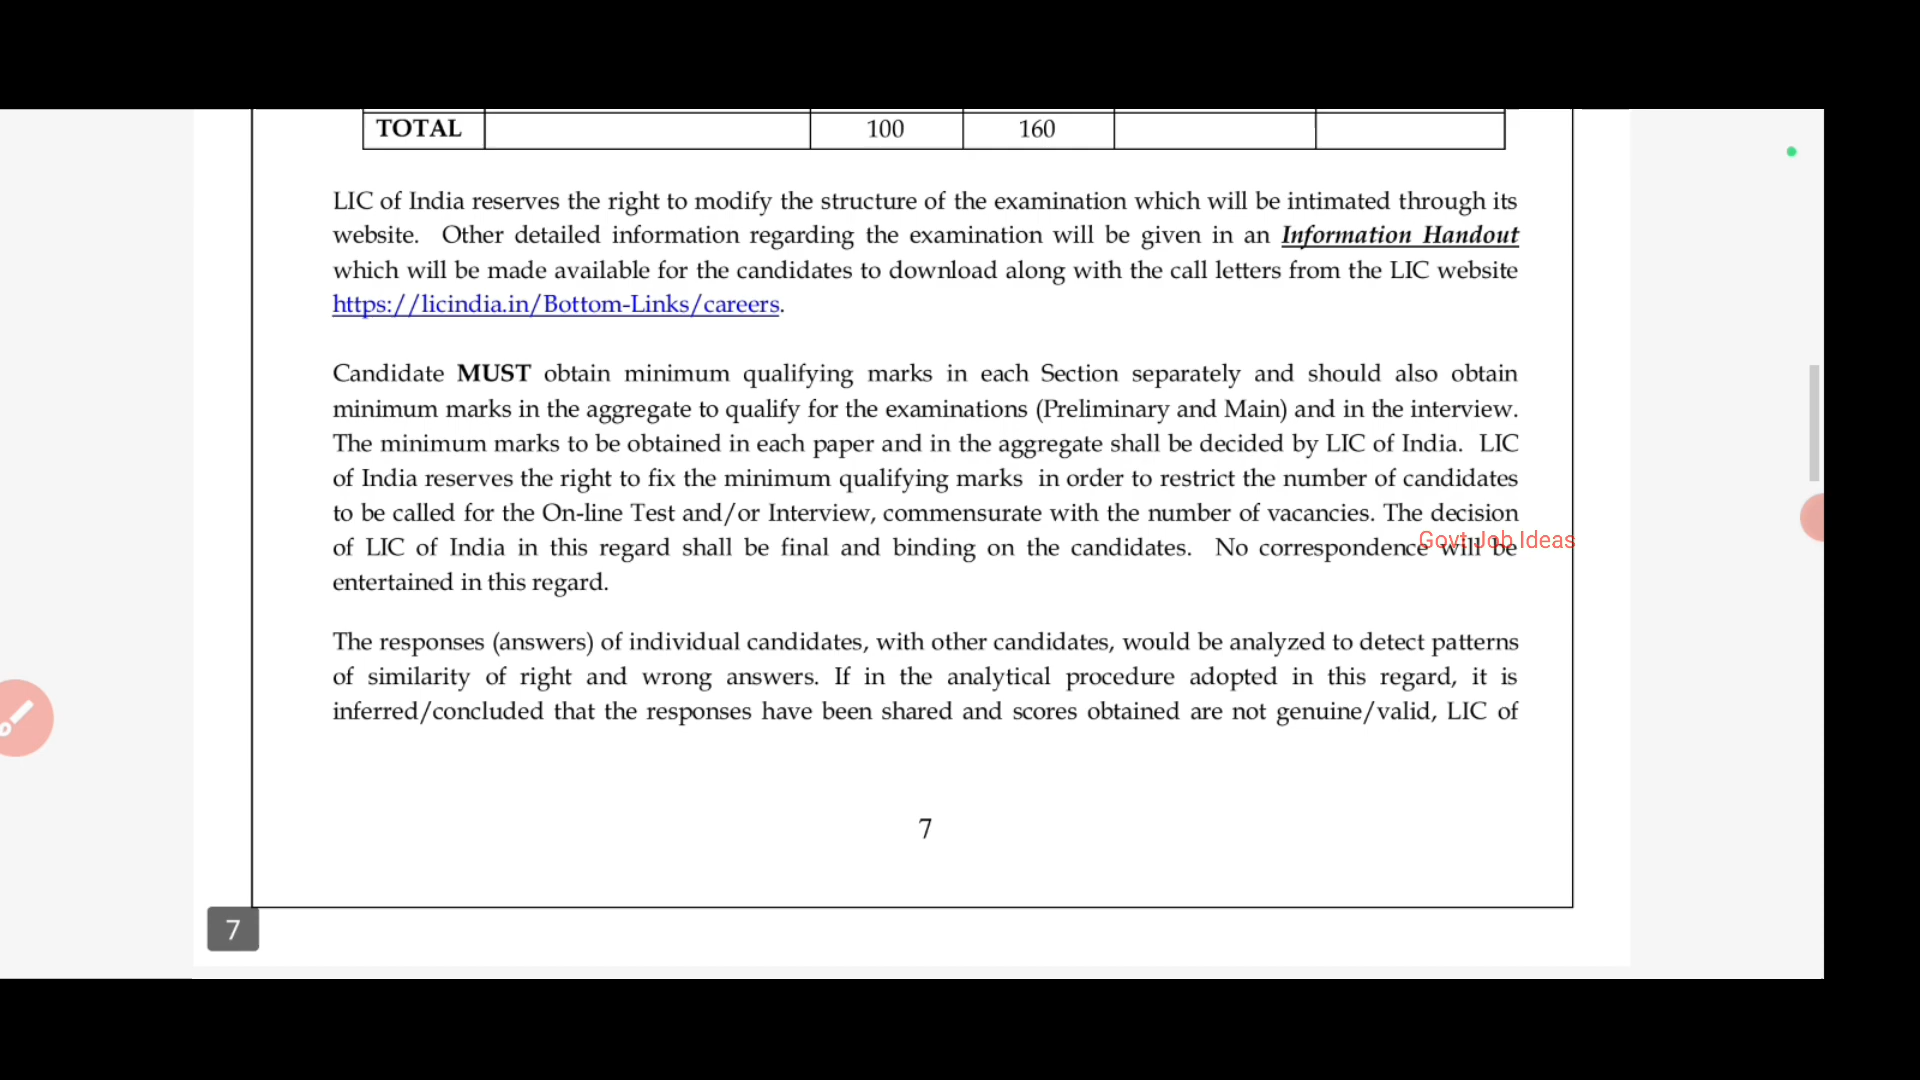 TOTAL 100 160
LIC of India reserves the right to modify the structure of the examination which will be intimated through its
website. Other detailed information regarding the examination will be given in an Information Handout
which will be made available for the candidates to download along with the call letters from the LIC website
https://licindia.in/Bottom-Links/careers.
Candidate MUST obtain minimum qualifying marks in each Section separately and should also obtain
minimum marks in the aggregate to qualify for the examinations (Preliminary and Main) and in the interview.
The minimum marks to be obtained in each paper and in the aggregate shall be decided by LIC of India. LIC
of India reserves the right to fix the minimum qualifying marks in order to restrict the number of candidates
to be called for the On-line Test and/or Interview, commensurate with the number of vacancies. The decision
of LIC of India in this regard shall be final and binding on the candidates. No correspondence will be
Govt Job Ideas
entertained in this regard.
The responses (answers) of individual candidates, with other candidates, would be analyzed to detect patterns
of similarity of right and wrong answers. If in the analytical procedure adopted in this regard, it is
inferred/concluded that the responses have been shared and scores obtained are not genuine/valid, LIC of
7
7